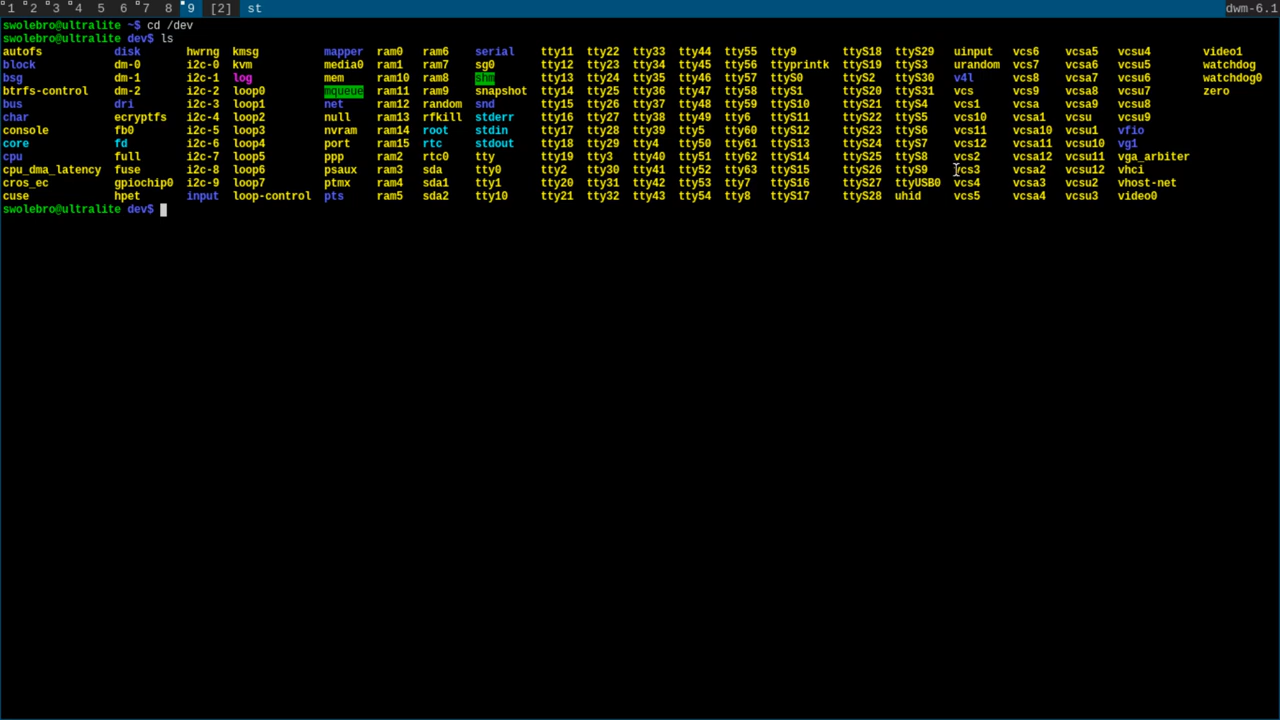 1 2 3 4 5 6 7 8 9 [2] st dwm-6.1
swolebro@ultralite ~$ cd /dev
swolebro@ultralite dev$ ls
autofs disk hwrng kmsg mapper ram0 ram6 serial tty11 tty22 tty33 tty44 tty55 tty9 ttyS18 ttyS29 uinput vcs6 vcsa5 vcsu4 video1
block dm-0 i2c-0 kvm media0 ram1 ram7 sg0 tty12 tty23 tty34 tty45 tty56 ttyprintk ttyS19 ttyS3 urandom vcs7 vcsa6 vcsu5 watchdog
bsg dm-1 i2c-1 log mem ram10 ram8 shm tty13 tty24 tty35 tty46 tty57 ttyS0 ttyS2 ttyS30 v4l vcs8 vcsa7 vcsu6 watchdog0
btrfs-control dm-2 i2c-2 loop0 mqueue ram11 ram9 snapshot tty14 tty25 tty36 tty47 tty58 ttyS1 ttyS20 ttyS31 vcs vcs9 vcsa8 vcsu7 zero
bus dri i2c-3 loop1 net ram12 random snd tty15 tty26 tty37 tty48 tty59 ttyS10 ttyS21 ttyS4 vcs1 vcsa vcsa9 vcsu8
char ecryptfs i2c-4 loop2 null ram13 rfkill stderr tty16 tty27 tty38 tty49 tty6 ttyS11 ttyS22 ttyS5 vcs10 vcsa1 vcsu vcsu9
console fb0 i2c-5 loop3 nvram ram14 root stdin tty17 tty28 tty39 tty5 tty60 ttyS12 ttyS23 ttyS6 vcs11 vcsa10 vcsu1 vfio
core fd i2c-6 loop4 port ram15 rtc stdout tty18 tty29 tty4 tty50 tty61 ttyS13 ttyS24 ttyS7 vcs12 vcsa11 vcsu10 vg1
cpu full i2c-7 loop5 ppp ram2 rtc0 tty tty19 tty3 tty40 tty51 tty62 ttyS14 ttyS25 ttyS8 vcs2 vcsa12 vcsu11 vga_arbiter
cpu_dma_latency fuse i2c-8 loop6 psaux ram3 sda tty0 tty2 tty30 tty41 tty52 tty63 ttyS15 ttyS26 ttyS9 vcs3 vcsa2 vcsu12 vhci
cros_ec gpiochip0 i2c-9 loop7 ptmx ram4 sda1 tty1 tty20 tty31 tty42 tty53 tty7 ttyS16 ttyS27 ttyUSB0 vcs4 vcsa3 vcsu2 vhost-net
cuse hpet input loop-control pts ram5 sda2 tty10 tty21 tty32 tty43 tty54 tty8 ttyS17 ttyS28 uhid vcs5 vcsa4 vcsu3 video0
swolebro@ultralite dev$